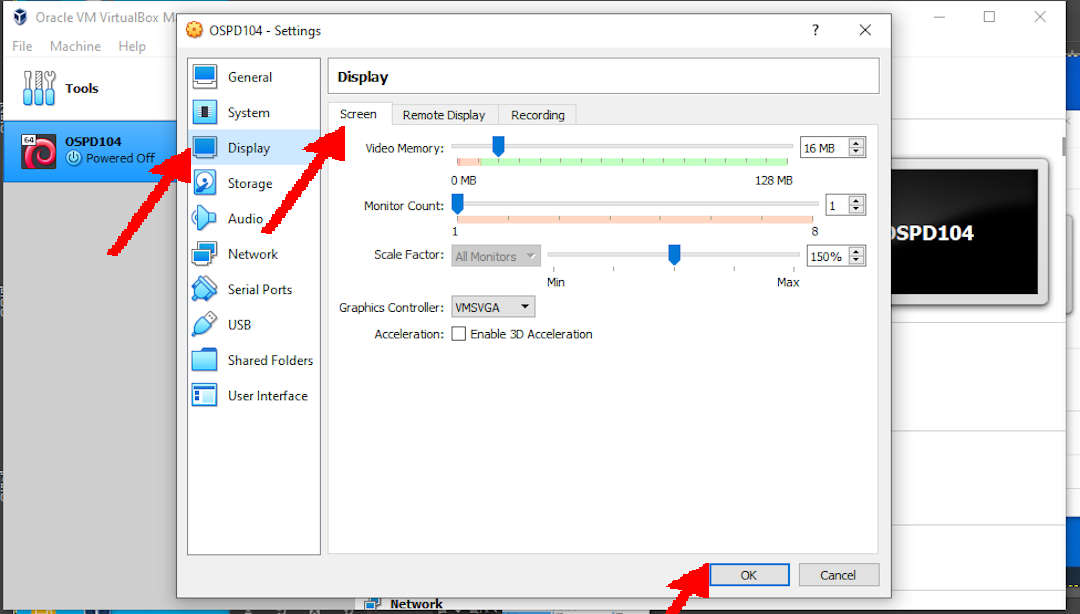 Oracle VM VirtualBox M
File Machine Help
Tools
64
OSPD104
Powered Off
OSPD104 - Settings
?
General
System
Display
Storage
Audio
Network
Serial Ports
USB
Shared Folders
User Interface
Display
Screen Remote Display Recording
Video Memory: 16 MB
0 MB 128 MB
Monitor Count: 1
1 8
Scale Factor: All Monitors 150%
Min Max
Graphics Controller: VMSVGA
Acceleration: Enable 3D Acceleration
OK Cancel
OSPD104
Network